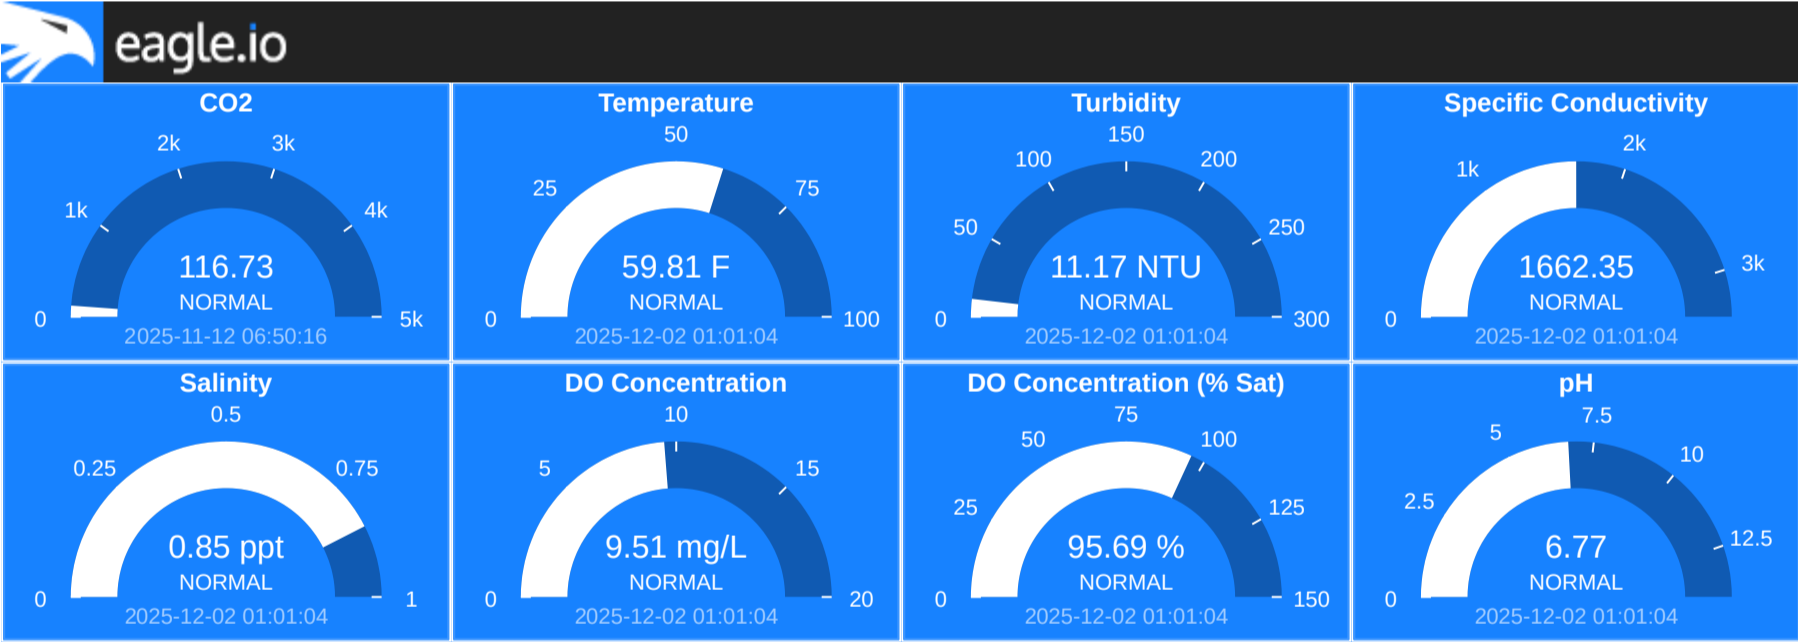 eagle.io
CO2
2k
3k
1k
4k
116.73
NORMAL
0
5k
2025-11-12 06:50:16
Temperature
50
25
75
59.81 F
NORMAL
0
100
2025-12-02 01:01:04
Turbidity
150
100
200
50
250
11.17 NTU
NORMAL
0
300
2025-12-02 01:01:04
Specific Conductivity
2k
1k
3k
1662.35
NORMAL
0
2025-12-02 01:01:04
Salinity
0.5
0.25
0.75
0.85 ppt
NORMAL
0
1
2025-12-02 01:01:04
DO Concentration
10
5
15
9.51 mg/L
NORMAL
0
20
2025-12-02 01:01:04
DO Concentration (% Sat)
75
50
100
25
125
95.69 %
NORMAL
0
150
2025-12-02 01:01:04
pH
7.5
5
10
2.5
12.5
6.77
NORMAL
0
2025-12-02 01:01:04